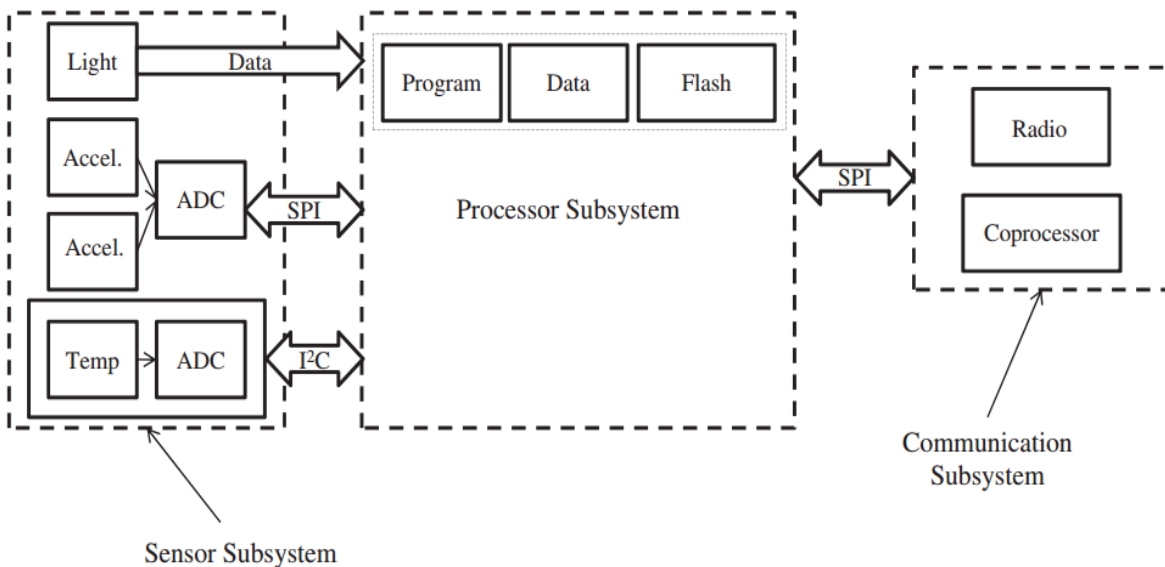 Light
Data
Program
Data
Flash
Radio
Accel.
ADC
SPI
Processor Subsystem
SPI
Accel.
Coprocessor
Temp
ADC
I²C
Communication
Subsystem
Sensor Subsystem